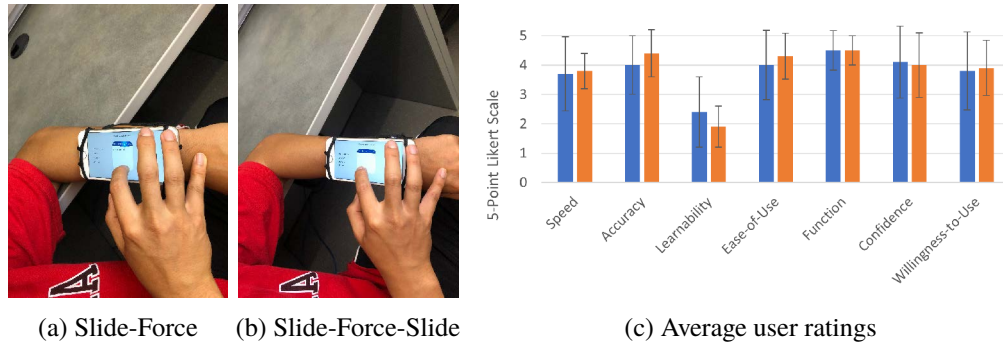 5-Point Likert Scale
5
4
3
2
1
0
Speed
Accuracy
Learnability
Ease-of-Use
Function
Confidence
Willingness-to-Use
(a) Slide-Force
(b) Slide-Force-Slide
(c) Average user ratings